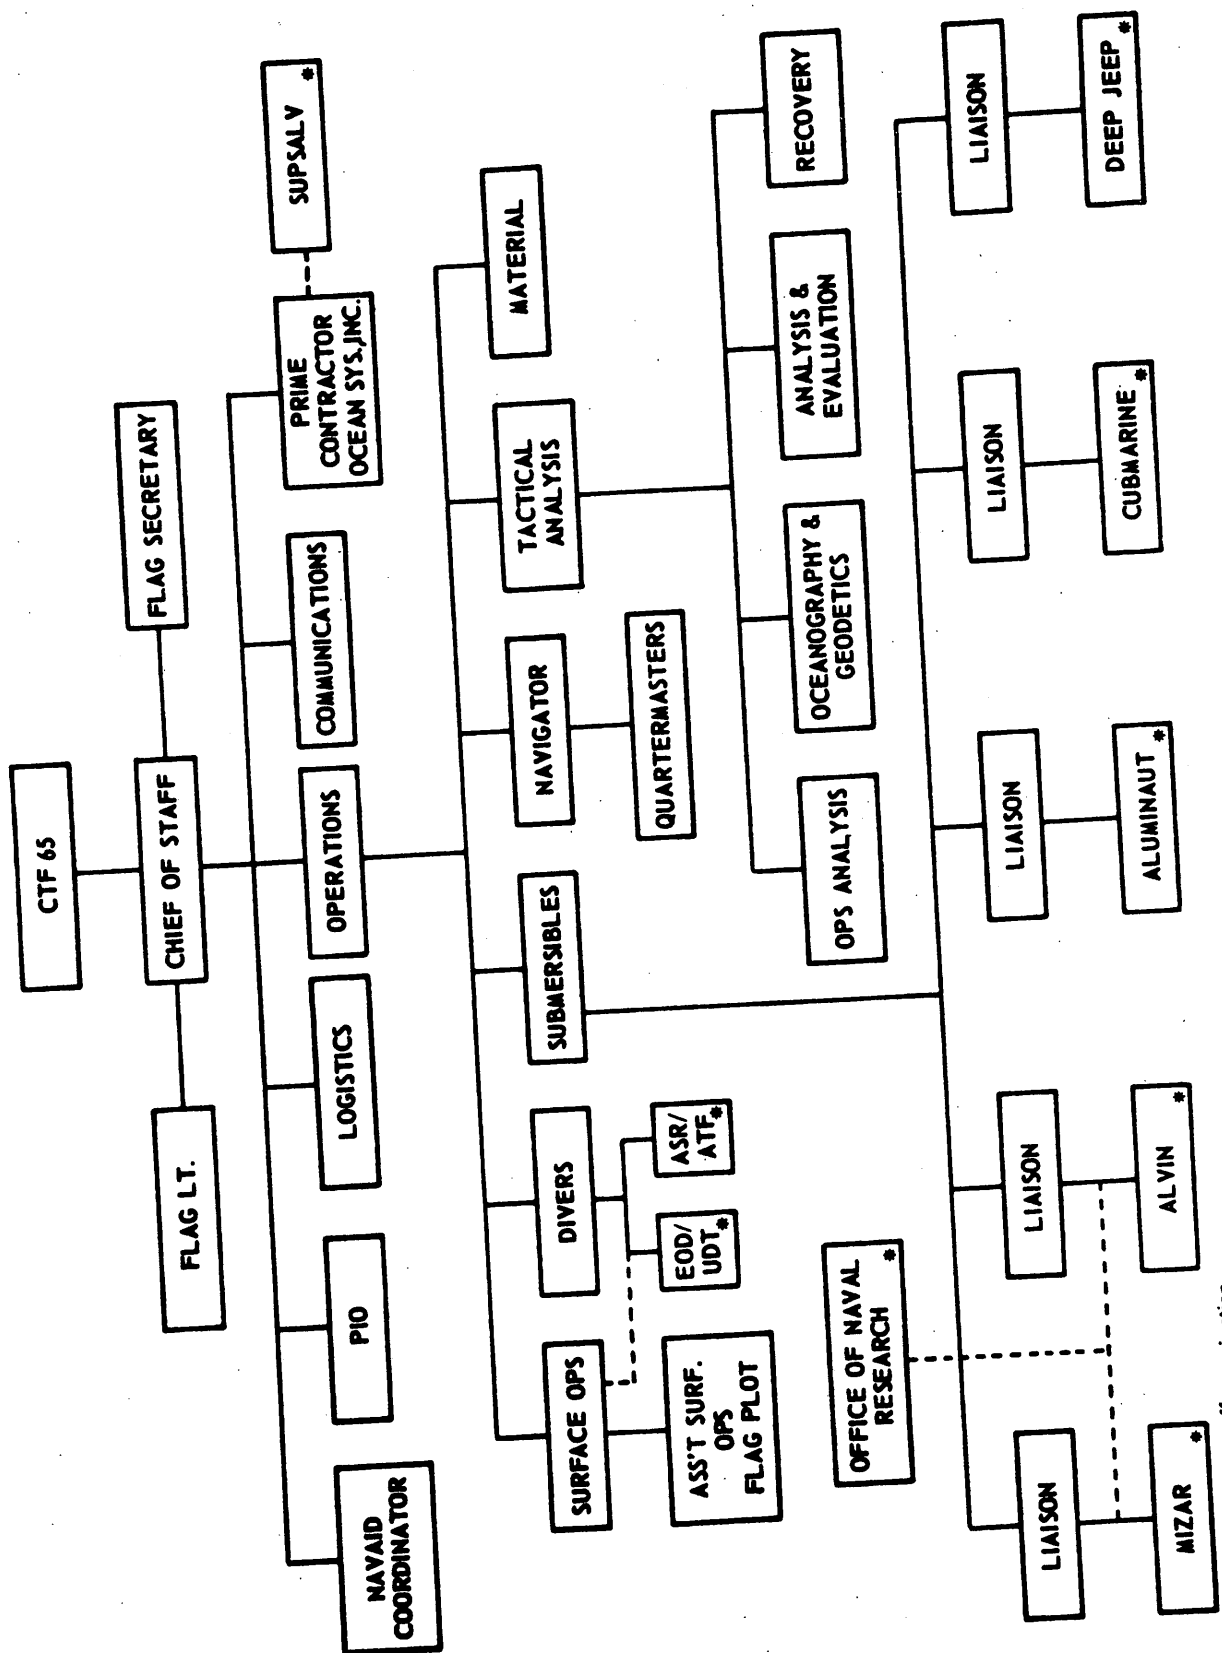 CTF 65
FLAG LT.
CHIEF OF STAFF
FLAG SECRETARY
NAVAID
COORDINATOR
PIO
LOGISTICS
OPERATIONS
COMMUNICATIONS
PRIME
CONTRACTOR
OCEAN SYS.,INC.
SUPSALV
*
SURFACE OPS
DIVERS
SUBMERSIBLES
NAVIGATOR
TACTICAL
ANALYSIS
MATERIAL
ASS'T SURF.
OPS
FLAG PLOT
EOD/
UDT*
ASR/
ATF*
QUARTERMASTERS
OPS ANALYSIS
OCEANOGRAPHY &
GEODETICS
ANALYSIS &
EVALUATION
RECOVERY
OFFICE OF NAVAL
RESEARCH
*
LIAISON
LIAISON
LIAISON
LIAISON
LIAISON
MIZAR
*
ALVIN
*
ALUMINAUT
*
CUBMARINE
*
DEEP JEEP
*